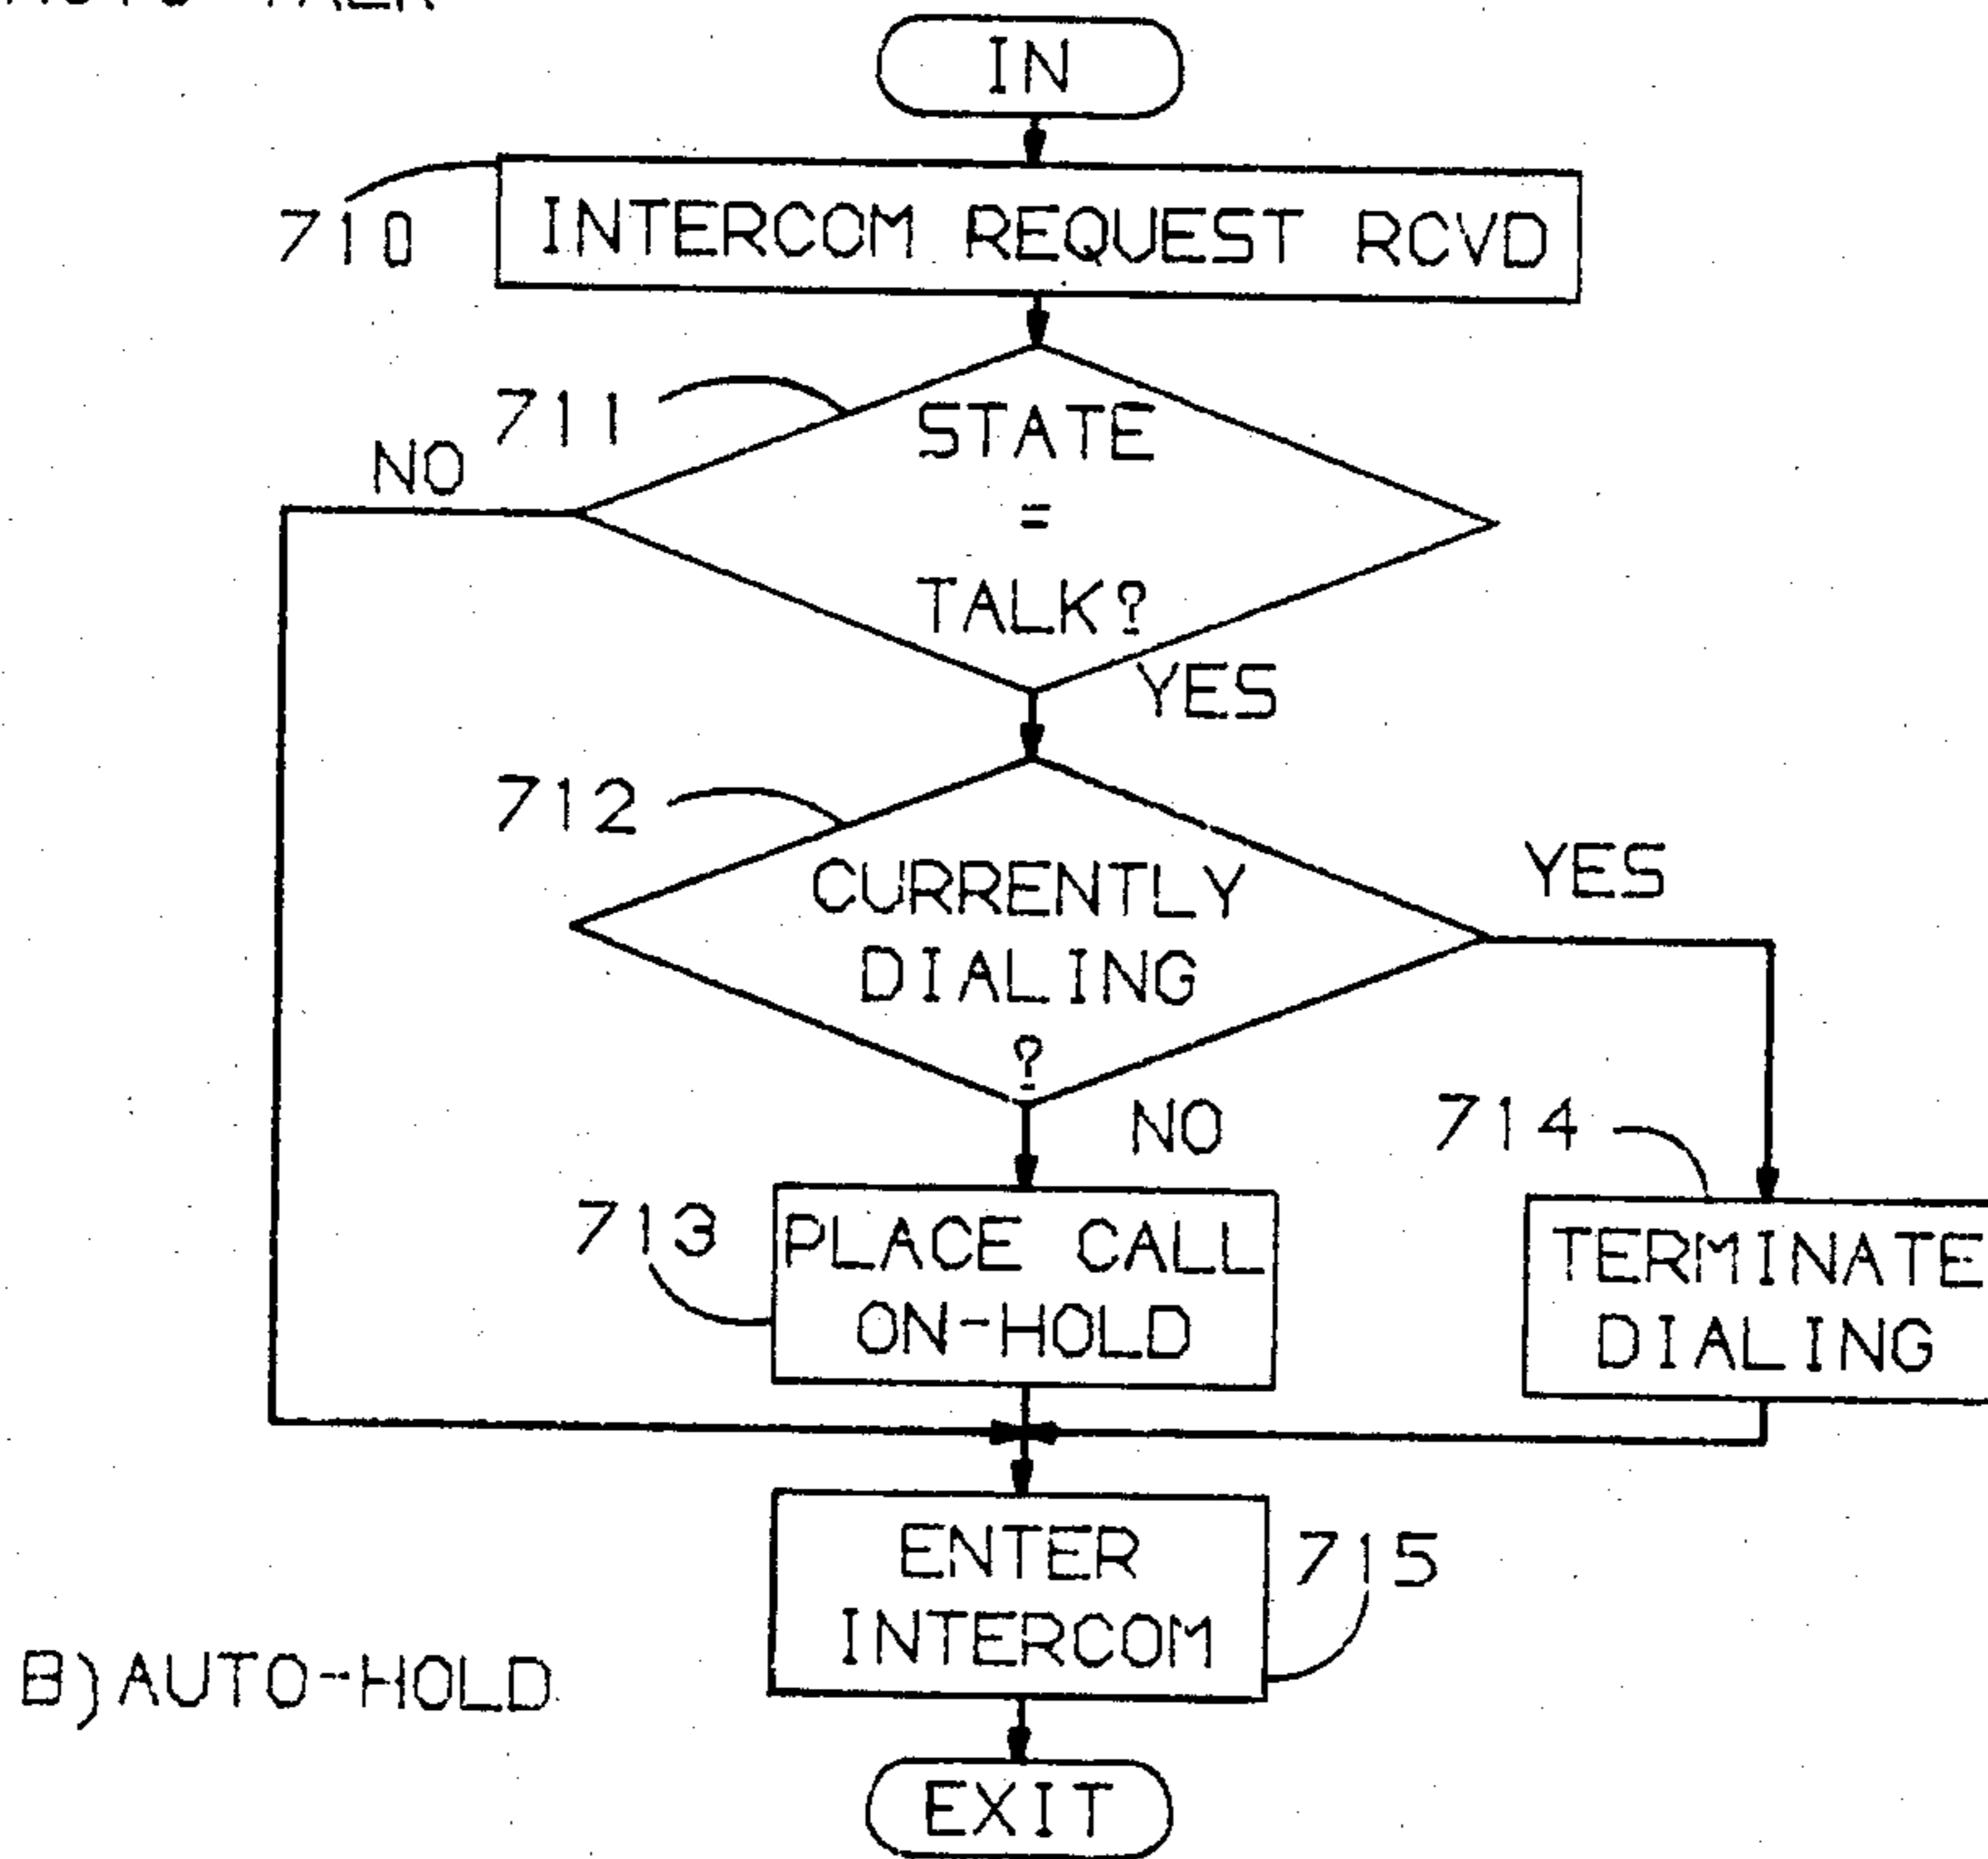 IN
710
INTERCOM REQUEST RCVD
711
NO
STATE
=
TALK?
YES
712
CURRENTLY
DIALING
?
YES
NO
714
713
PLACE CALL
ON-HOLD
TERMINATE
DIALING
ENTER
INTERCOM
715
B)AUTO-HOLD
EXIT